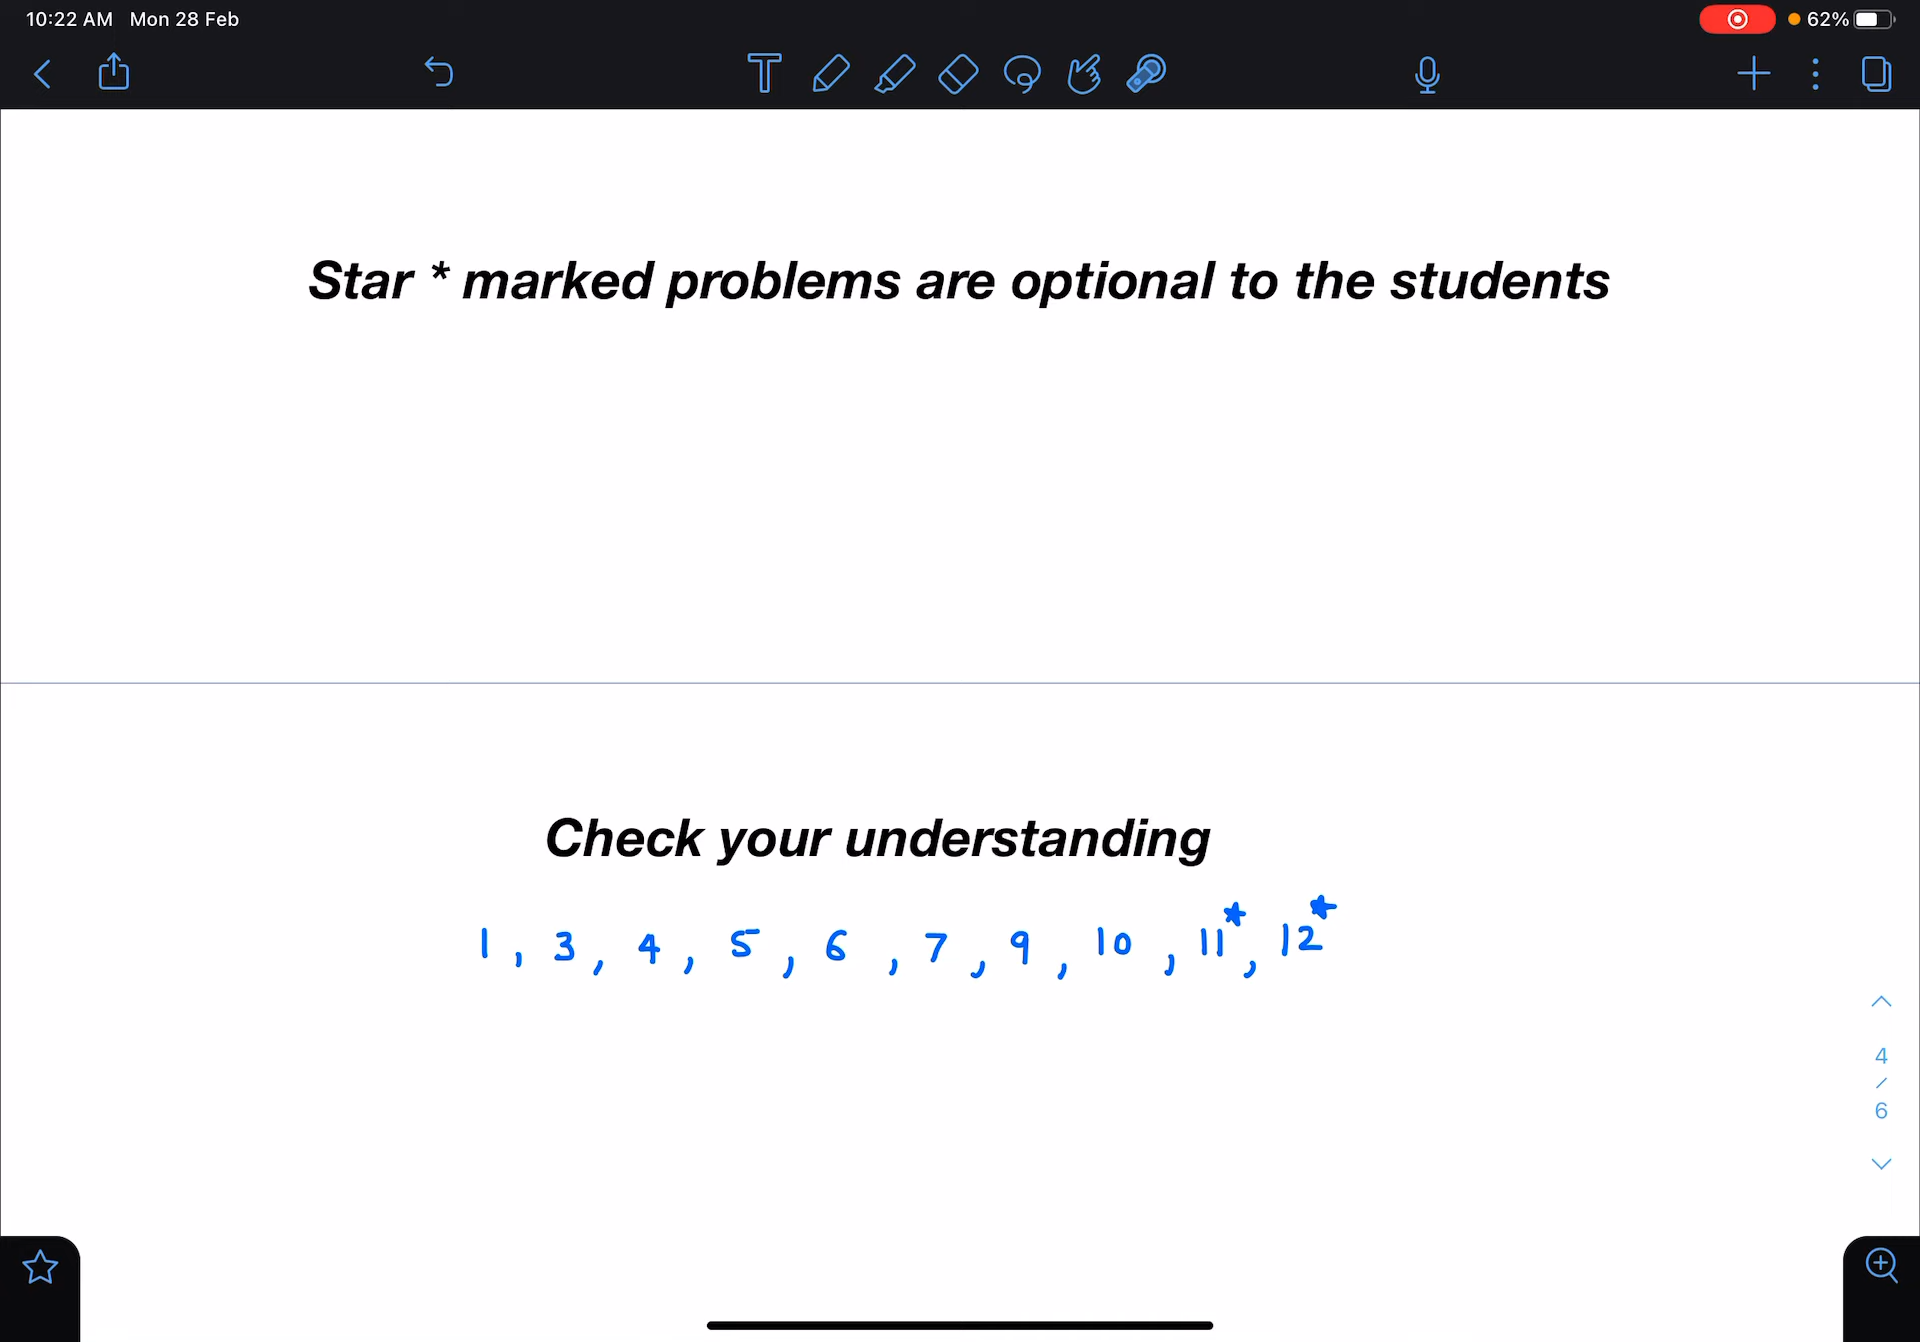 10:22 AM Mon 28 Feb 62%
Star * marked problems are optional to the students
Check your understanding
1, 3, 4, 5, 6, 7, 9, 10, 11*, 12*
4
/
6